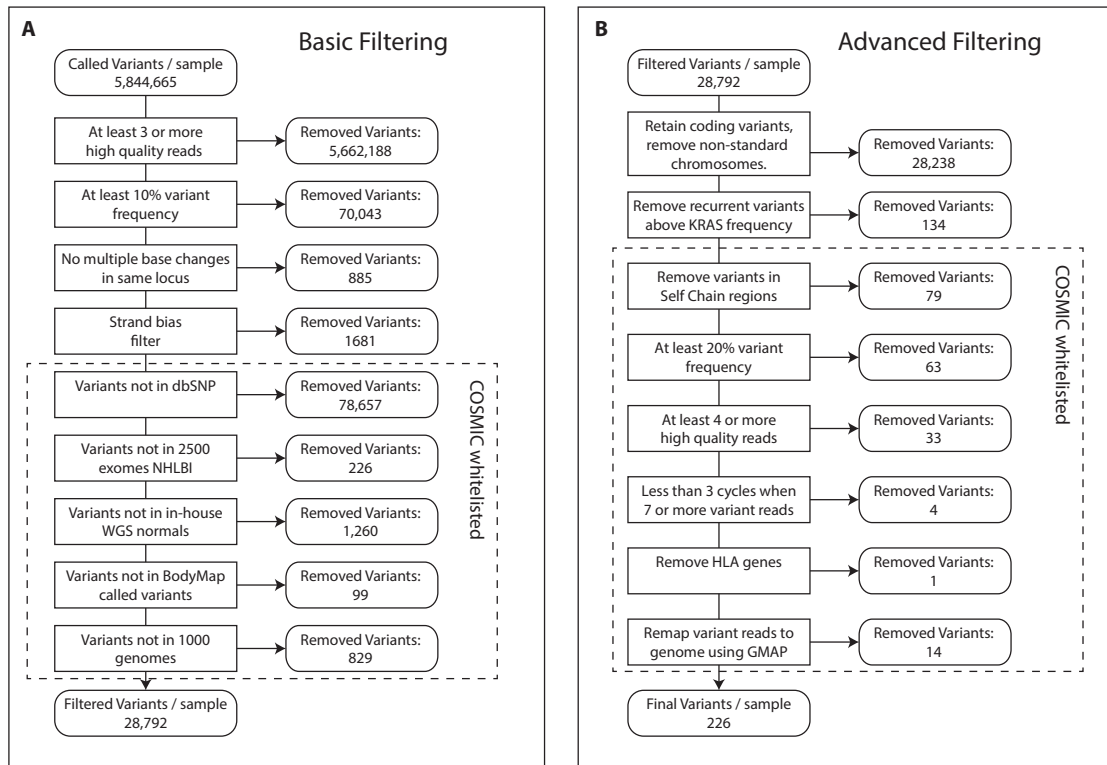 A
Basic Filtering
Called Variants / sample
5,844,665
At least 3 or more
high quality reads
Removed Variants:
5,662,188
At least 10% variant
frequency
Removed Variants:
70,043
No multiple base changes
in same locus
Removed Variants:
885
Strand bias
filter
Removed Variants:
1681
COSMIC whitelisted
Variants not in dbSNP
Removed Variants:
78,657
Variants not in 2500
exomes NHLBI
Removed Variants:
226
Variants not in in-house
WGS normals
Removed Variants:
1,260
Variants not in BodyMap
called variants
Removed Variants:
99
Variants not in 1000
genomes
Removed Variants:
829
Filtered Variants / sample
28,792
B
Advanced Filtering
Filtered Variants / sample
28,792
Retain coding variants,
remove non-standard
chromosomes.
Removed Variants:
28,238
Remove recurrent variants
above KRAS frequency
Removed Variants:
134
COSMIC whitelisted
Remove variants in
Self Chain regions
Removed Variants:
79
At least 20% variant
frequency
Removed Variants:
63
At least 4 or more
high quality reads
Removed Variants:
33
Less than 3 cycles when
7 or more variant reads
Removed Variants:
4
Remove HLA genes
Removed Variants:
1
Remap variant reads to
genome using GMAP
Removed Variants:
14
Final Variants / sample
226